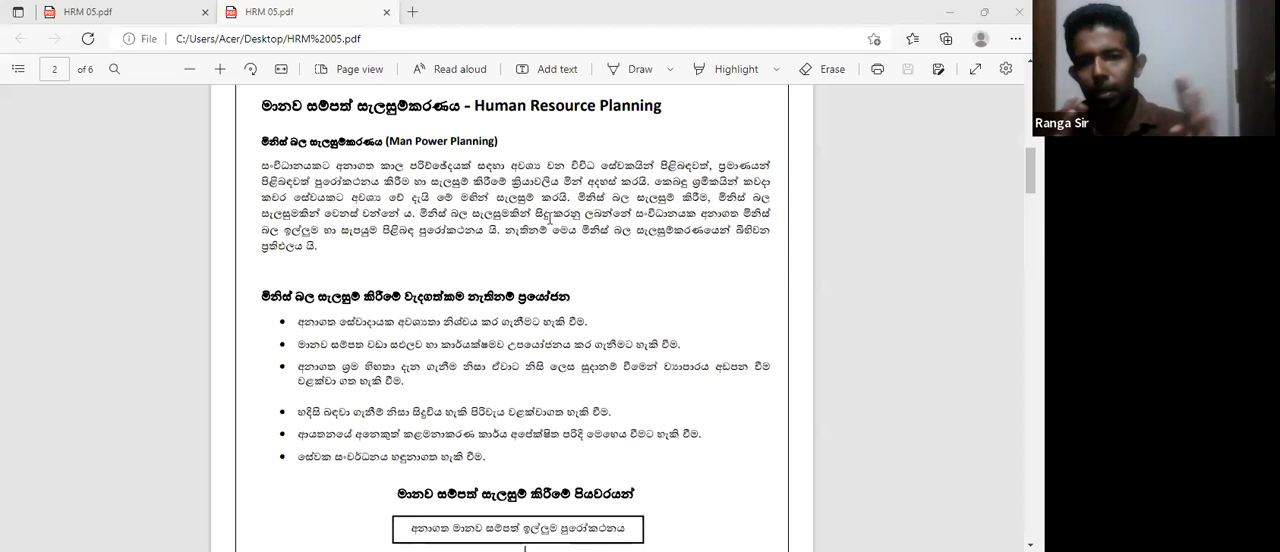 HRM 05.pdf
HRM 05.pdf
File
C:/Users/Acer/Desktop/HRM%2005.pdf
2 of 6
Page view
Read aloud
Add text
Draw
Highlight
Erase
Ranga Sir
මානව සම්පත් සැලසුම්කරණය - Human Resource Planning
මිනිස් බල සැලසුම්කරණය (Man Power Planning)
සංවිධානයකට අනාගත කාල පරිච්ඡේදයක් සඳහා අවශ්‍ය වන විවිධ සේවකයින් පිළිබඳවත්, ප්‍රමාණයන්
පිළිබඳවත් පුරෝකථනය කිරීම හා සැලසුම් කිරීමේ ක්‍රියාවලිය මින් අදහස් කරයි. කෙබඳු ශ්‍රමිකයින් කවදා
කවර සේවයකට අවශ්‍ය වේ දැයි මේ මඟින් සැලසුම් කරයි. මිනිස් බල සැලසුම් කිරීම, මිනිස් බල
සැලසුමකින් වෙනස් වන්නේ ය. මිනිස් බල සැලසුමකින් සිදුකරනු ලබන්නේ සංවිධානයක අනාගත මිනිස්
බල ඉල්ලුම හා සැපයුම පිළිබඳ පුරෝකථනය යි. නැතිනම් මෙය මිනිස් බල සැලසුම්කරණයෙන් බිහිවන
ප්‍රතිඵලය යි.
මිනිස් බල සැලසුම් කිරීමේ වැදගත්කම නැතිනම් ප්‍රයෝජන
• අනාගත සේවාදායක අවශ්‍යතා නිශ්චය කර ගැනීමට හැකි වීම.
• මානව සම්පත වඩා සඵලව හා කාර්යක්ෂමව උපයෝජනය කර ගැනීමට හැකි වීම.
• අනාගත ශ්‍රම හිඟතා දැන ගැනීම නිසා ඒවාට නිසි ලෙස සුදානම් වීමෙන් ව්‍යාපාරය අඩපන වීම
වළක්වා ගත හැකි වීම.
• හදිසි බඳවා ගැනීම් නිසා සිදුවිය හැකි පිරිවැය වළක්වාගත හැකි වීම.
• ආයතනයේ අනෙකුත් කළමනාකරණ කාර්ය අපේක්ෂිත පරිදි මෙහෙය වීමට හැකි වීම.
• සේවක සංවර්ධනය හඳුනාගත හැකි වීම.
මානව සම්පත් සැලසුම් කිරීමේ පියවරයන්
අනාගත මානව සම්පත් ඉල්ලුම පුරෝකථනය